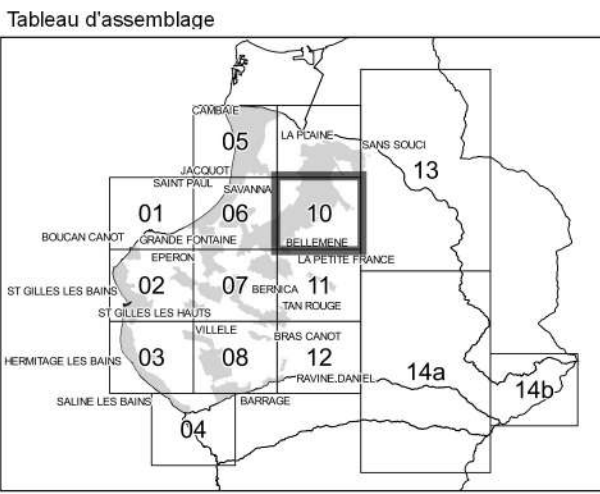 Tableau d'assemblage
CAMBAIE
05
LA PLAINE
SANS SOUCI
13
JACQUOT
SAINT PAUL
SAVANNA
01
06
10
BOUCAN CANOT
GRANDE FONTAINE
BELLEMENE
EPERON
LA PETITE FRANCE
ST GILLES LES BAINS
02
07
BERNICA
11
TAN ROUGE
ST GILLES LES HAUTS
VILLELE
BRAS CANOT
HERMITAGE LES BAINS
03
08
12
RAVINE DANIEL
14a
14b
SALINE LES BAINS
BARRAGE
04